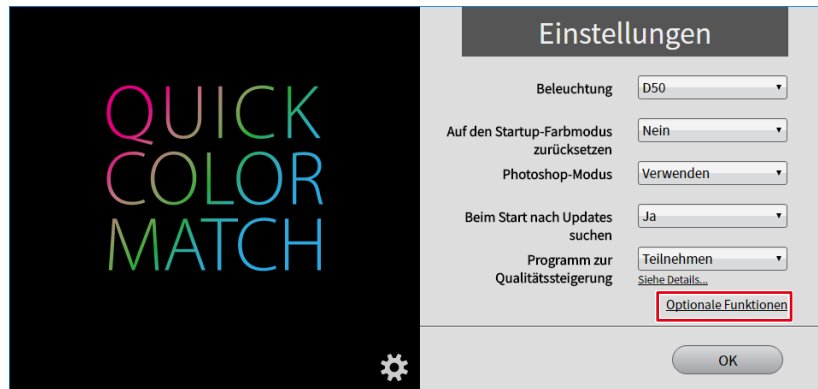 QUICK
COLOR
MATCH
Einstellungen
Beleuchtung D50
Auf den Startup-Farbmodus Nein
zurücksetzen
Photoshop-Modus Verwenden
Beim Start nach Updates Ja
suchen
Programm zur Teilnehmen
Qualitätssteigerung Siehe Details...
Optionale Funktionen
OK